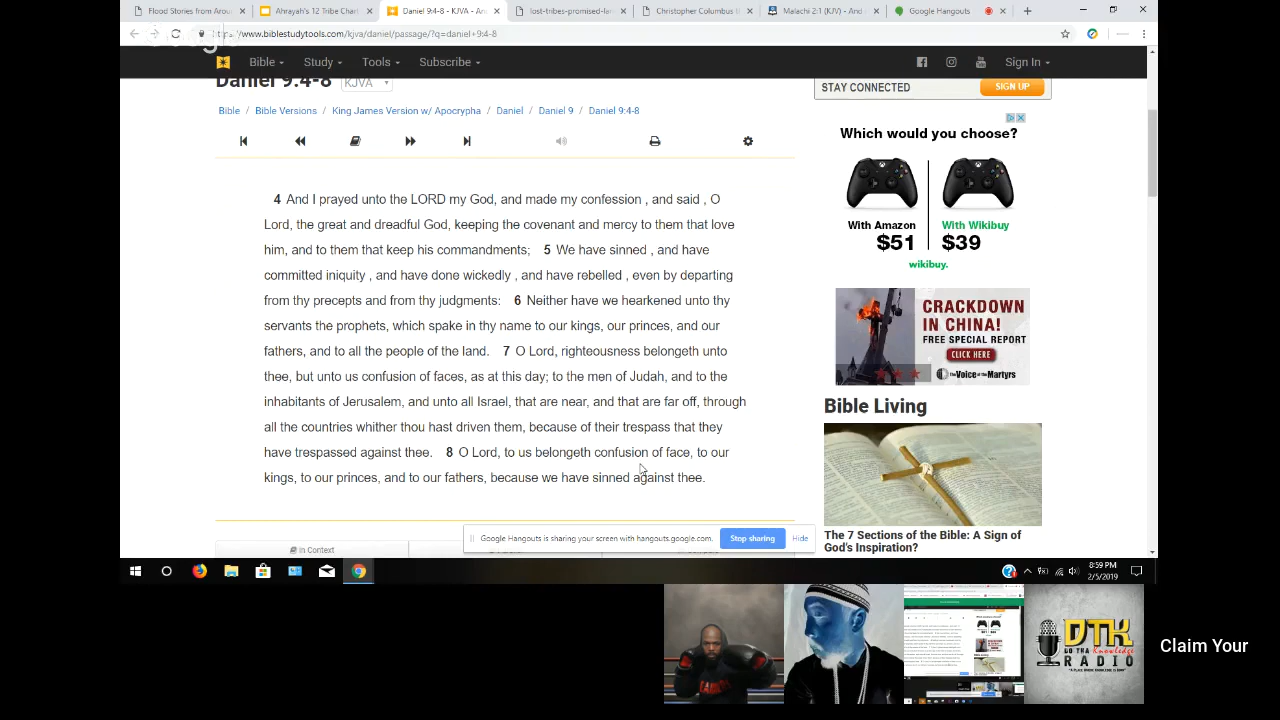 Flood Stories from Arou
Ahrayah's 12 Tribe Chart
Daniel 9:4-8 - KJVA - An
lost-tribes-promised-lan
Christopher Columbus
Malachi 2:1 (KJV) - And
Google Hangouts
https://www.biblestudytools.com/kjva/daniel/passage/?q=daniel+9:4-8
Bible Study Tools Subscribe Sign In
Daniel 9:4-8 KJVA
STAY CONNECTED SIGN UP
Bible / Bible Versions / King James Version w/ Apocrypha / Daniel / Daniel 9 / Daniel 9:4-8
4 And I prayed unto the LORD my God, and made my confession , and said , O
Lord, the great and dreadful God, keeping the covenant and mercy to them that love
him, and to them that keep his commandments; 5 We have sinned , and have
committed iniquity , and have done wickedly , and have rebelled , even by departing
from thy precepts and from thy judgments: 6 Neither have we hearkened unto thy
servants the prophets, which spake in thy name to our kings, our princes, and our
fathers, and to all the people of the land. 7 O Lord, righteousness belongeth unto
thee, but unto us confusion of faces, as at this day; to the men of Judah, and to the
inhabitants of Jerusalem, and unto all Israel, that are near, and that are far off, through
all the countries whither thou hast driven them, because of their trespass that they
have trespassed against thee. 8 O Lord, to us belongeth confusion of face, to our
kings, to our princes, and to our fathers, because we have sinned against thee.
Which would you choose?
With Amazon With Wikibuy
$51 $39
wikibuy.
CRACKDOWN
IN CHINA!
FREE SPECIAL REPORT
CLICK HERE
The Voice of the Martyrs
Bible Living
The 7 Sections of the Bible: A Sign of
God's Inspiration?
In Context
Google Hangouts is sharing your screen with hangouts.google.com. Stop sharing Hide
8:59 PM
2/5/2019
DTK
GO THA Knowledge
RADIO
Claim Your